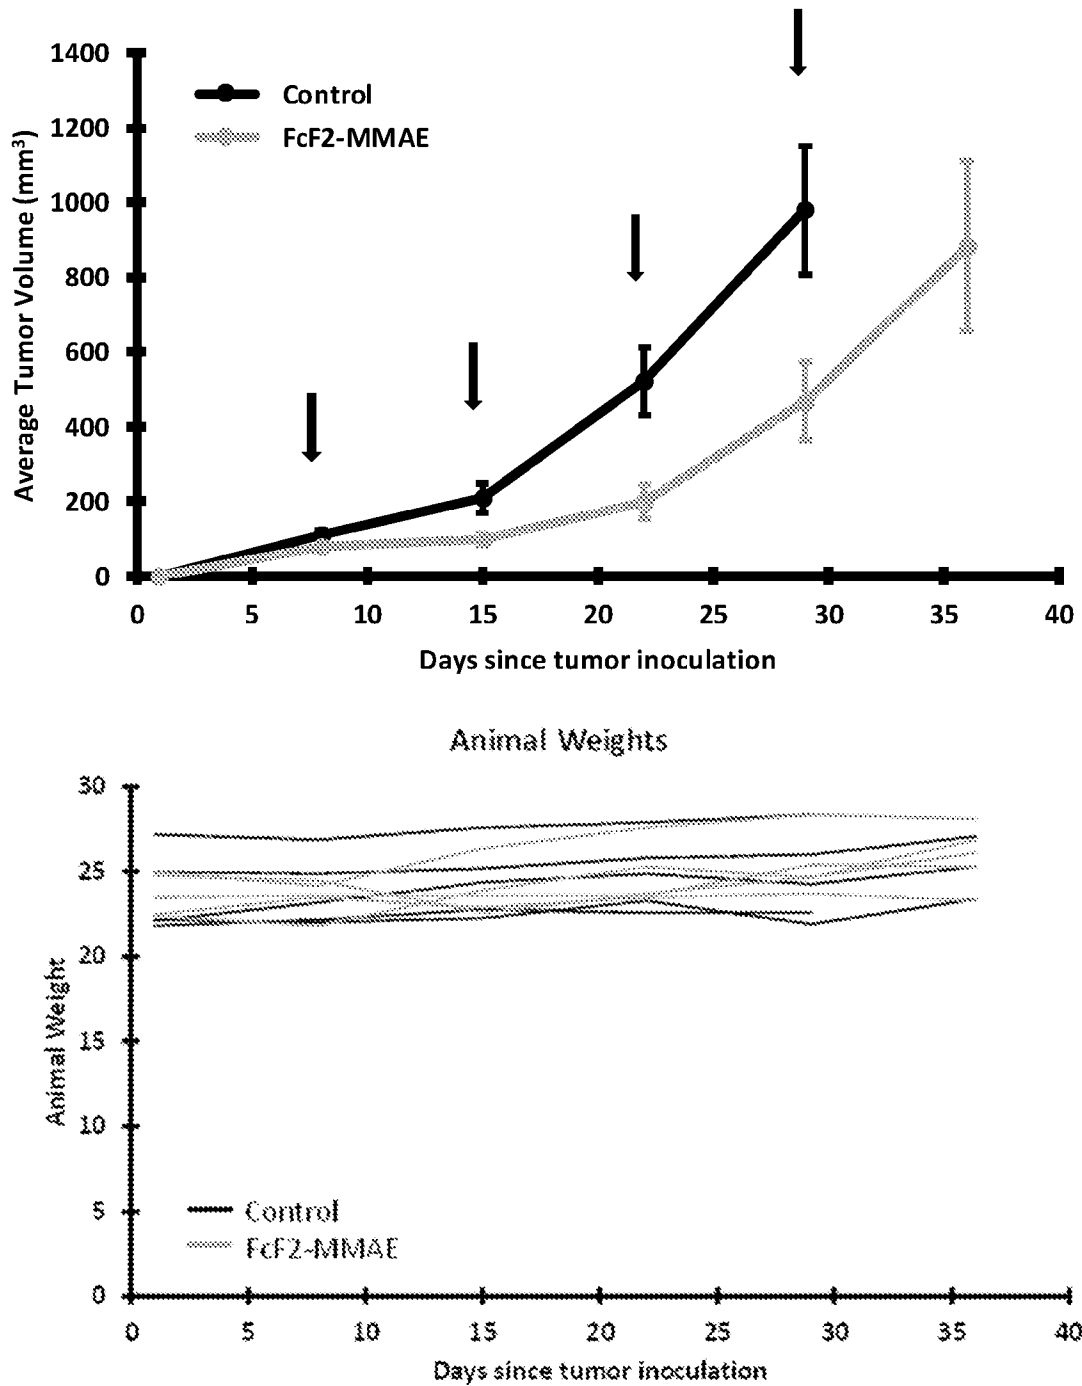 1400
1200
1000
800
600
400
200
0
Average Tumor Volume (mm³)
Control
FcF2-MMAE
0 5 10 15 20 25 30 35 40
Days since tumor inoculation
Animal Weights
30
25
20
15
10
5
0
Animal Weight
Control
FcF2-MMAE
0 5 10 15 20 25 30 35 40
Days since tumor inoculation